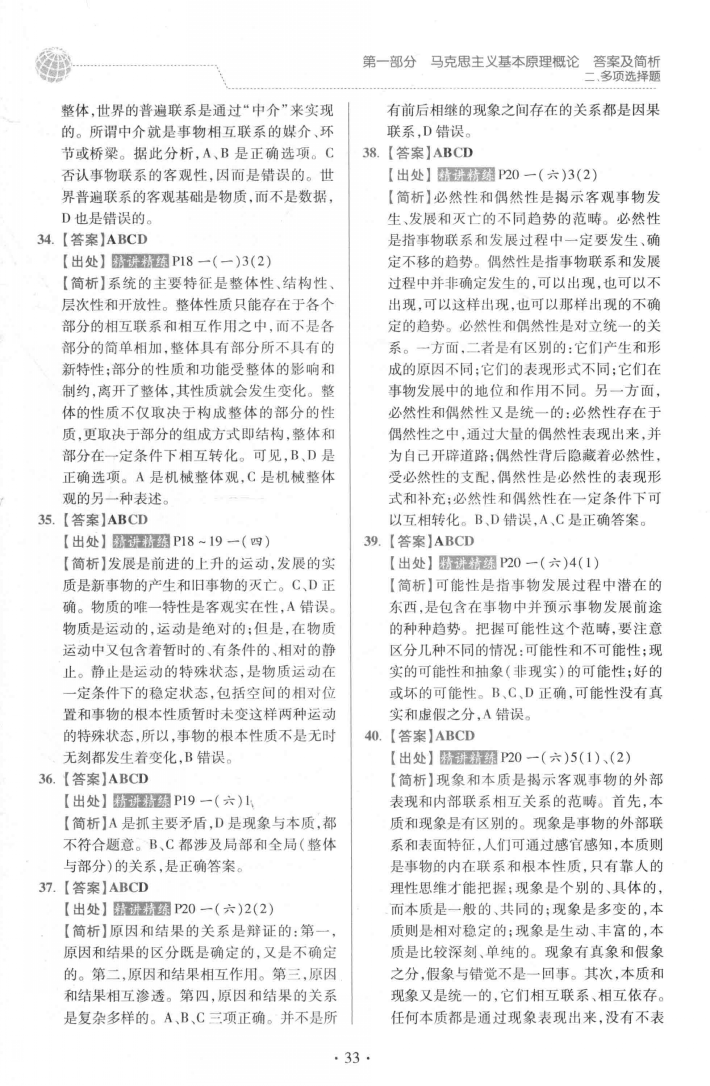 第一部分　马克思主义基本原理概论　答案及简析
二、多项选择题
整体,世界的普遍联系是通过“中介”来实现
的。所谓中介就是事物相互联系的媒介、环
节或桥梁。据此分析,A、B 是正确选项。C
否认事物联系的客观性,因而是错误的。世
界普遍联系的客观基础是物质,而不是数据,
D 也是错误的。
34. 【答案】ABCD
【出处】精讲精练 P18 一(一)3(2)
【简析】系统的主要特征是整体性、结构性、
层次性和开放性。整体性质只能存在于各个
部分的相互联系和相互作用之中,而不是各
部分的简单相加,整体具有部分所不具有的
新特性;部分的性质和功能受整体的影响和
制约,离开了整体,其性质就会发生变化。整
体的性质不仅取决于构成整体的部分的性
质,更取决于部分的组成方式即结构,整体和
部分在一定条件下相互转化。可见,B、D 是
正确选项。A 是机械整体观,C 是机械整体
观的另一种表述。
35. 【答案】ABCD
【出处】精讲精练 P18～19 一(四)
【简析】发展是前进的上升的运动,发展的实
质是新事物的产生和旧事物的灭亡。C、D 正
确。物质的唯一特性是客观实在性,A 错误。
物质是运动的,运动是绝对的;但是,在物质
运动中又包含着暂时的、有条件的、相对的静
止。静止是运动的特殊状态,是物质运动在
一定条件下的稳定状态,包括空间的相对位
置和事物的根本性质暂时未变这样两种运动
的特殊状态,所以,事物的根本性质不是无时
无刻都发生着变化,B 错误。
36. 【答案】ABCD
【出处】精讲精练 P19 一(六)1
【简析】A 是抓主要矛盾,D 是现象与本质,都
不符合题意。B、C 都涉及局部和全局(整体
与部分)的关系,是正确答案。
37. 【答案】ABCD
【出处】精讲精练 P20 一(六)2(2)
【简析】原因和结果的关系是辩证的:第一,
原因和结果的区分既是确定的,又是不确定
的。第二,原因和结果相互作用。第三,原因
和结果相互渗透。第四,原因和结果的关系
是复杂多样的。A、B、C 三项正确。并不是所
有前后相继的现象之间存在的关系都是因果
联系,D 错误。
38. 【答案】ABCD
【出处】精讲精练 P20 一(六)3(2)
【简析】必然性和偶然性是揭示客观事物发
生、发展和灭亡的不同趋势的范畴。必然性
是指事物联系和发展过程中一定要发生、确
定不移的趋势。偶然性是指事物联系和发展
过程中并非确定发生的,可以出现,也可以不
出现,可以这样出现,也可以那样出现的不确
定的趋势。必然性和偶然性是对立统一的关
系。一方面,二者是有区别的:它们产生和形
成的原因不同;它们的表现形式不同;它们在
事物发展中的地位和作用不同。另一方面,
必然性和偶然性又是统一的:必然性存在于
偶然性之中,通过大量的偶然性表现出来,并
为自己开辟道路;偶然性背后隐藏着必然性,
受必然性的支配,偶然性是必然性的表现形
式和补充;必然性和偶然性在一定条件下可
以互相转化。B、D 错误,A、C 是正确答案。
39. 【答案】ABCD
【出处】精讲精练 P20 一(六)4(1)
【简析】可能性是指事物发展过程中潜在的
东西,是包含在事物中并预示事物发展前途
的种种趋势。把握可能性这个范畴,要注意
区分几种不同的情况:可能性和不可能性;现
实的可能性和抽象(非现实)的可能性;好的
或坏的可能性。B、C、D 正确,可能性没有真
实和虚假之分,A 错误。
40. 【答案】ABCD
【出处】精讲精练 P20 一(六)5(1)、(2)
【简析】现象和本质是揭示客观事物的外部
表现和内部联系相互关系的范畴。首先,本
质和现象是有区别的。现象是事物的外部联
系和表面特征,人们可通过感官感知,本质则
是事物的内在联系和根本性质,只有靠人的
理性思维才能把握;现象是个别的、具体的,
而本质是一般的、共同的;现象是多变的,本
质则是相对稳定的;现象是生动、丰富的,本
质是比较深刻、单纯的。现象有真象和假象
之分,假象与错觉不是一回事。其次,本质和
现象又是统一的,它们相互联系、相互依存。
任何本质都是通过现象表现出来,没有不表
• 33 •